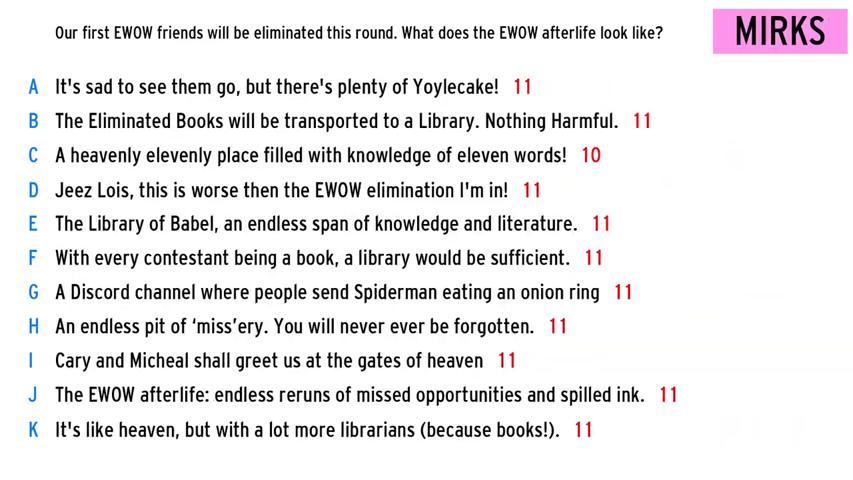 Our first EWOW friends will be eliminated this round. What does the EWOW afterlife look like?
MIRKS
A It's sad to see them go, but there's plenty of Yoylecake! 11
B The Eliminated Books will be transported to a Library. Nothing Harmful. 11
C A heavenly elevenly place filled with knowledge of eleven words! 10
D Jeez Lois, this is worse then the EWOW elimination I'm in! 11
E The Library of Babel, an endless span of knowledge and literature. 11
F With every contestant being a book, a library would be sufficient. 11
G A Discord channel where people send Spiderman eating an onion ring 11
H An endless pit of ‘miss’ery. You will never ever be forgotten. 11
I Cary and Micheal shall greet us at the gates of heaven 11
J The EWOW afterlife: endless reruns of missed opportunities and spilled ink. 11
K It's like heaven, but with a lot more librarians (because books!). 11